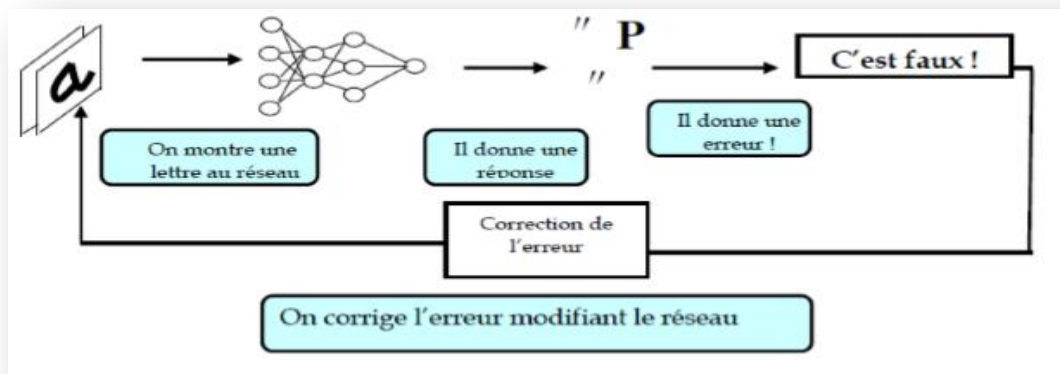 a
" P
"
C'est faux !
On montre une
lettre au réseau
Il donne une
réponse
Il donne une
erreur !
Correction de
l'erreur
On corrige l'erreur modifiant le réseau